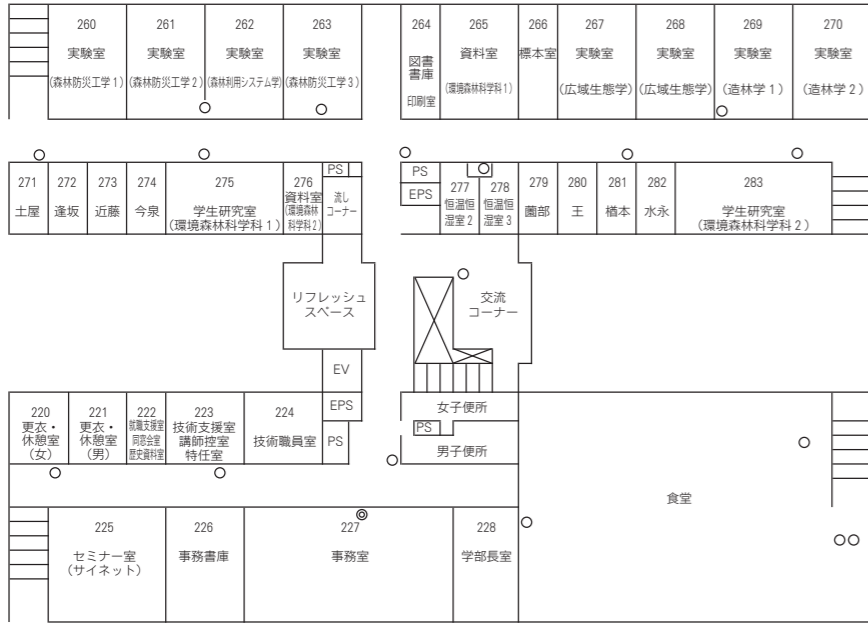 260
実験室
(森林防災工学1)
261
実験室
(森林防災工学2)
262
実験室
(森林利用システム学)
263
実験室
(森林防災工学3)
264
図書
書庫
印刷室
265
資料室
(環境森林科学科1)
266
標本室
267
実験室
(広域生態学)
268
実験室
(広域生態学)
269
実験室
(造林学1)
270
実験室
(造林学2)
271
土屋
272
逢坂
273
近藤
274
今泉
275
学生研究室
(環境森林科学科1)
276
資料室
(環境森林
科学科2)
PS
流し
コーナー
PS
EPS
277
恒温恒
湿室2
278
恒温恒
湿室3
279
薗部
280
王
281
楢本
282
水永
283
学生研究室
(環境森林科学科2)
リフレッシュ
スペース
交流
コーナー
EV
220
更衣・
休憩室
(女)
221
更衣・
休憩室
(男)
222
就職支援室
同窓会室
歴史資料室
223
技術支援室
講師控室
特任室
224
技術職員室
EPS
PS
女子便所
PS
男子便所
食堂
225
セミナー室
(サイネット)
226
事務書庫
227
事務室
228
学部長室